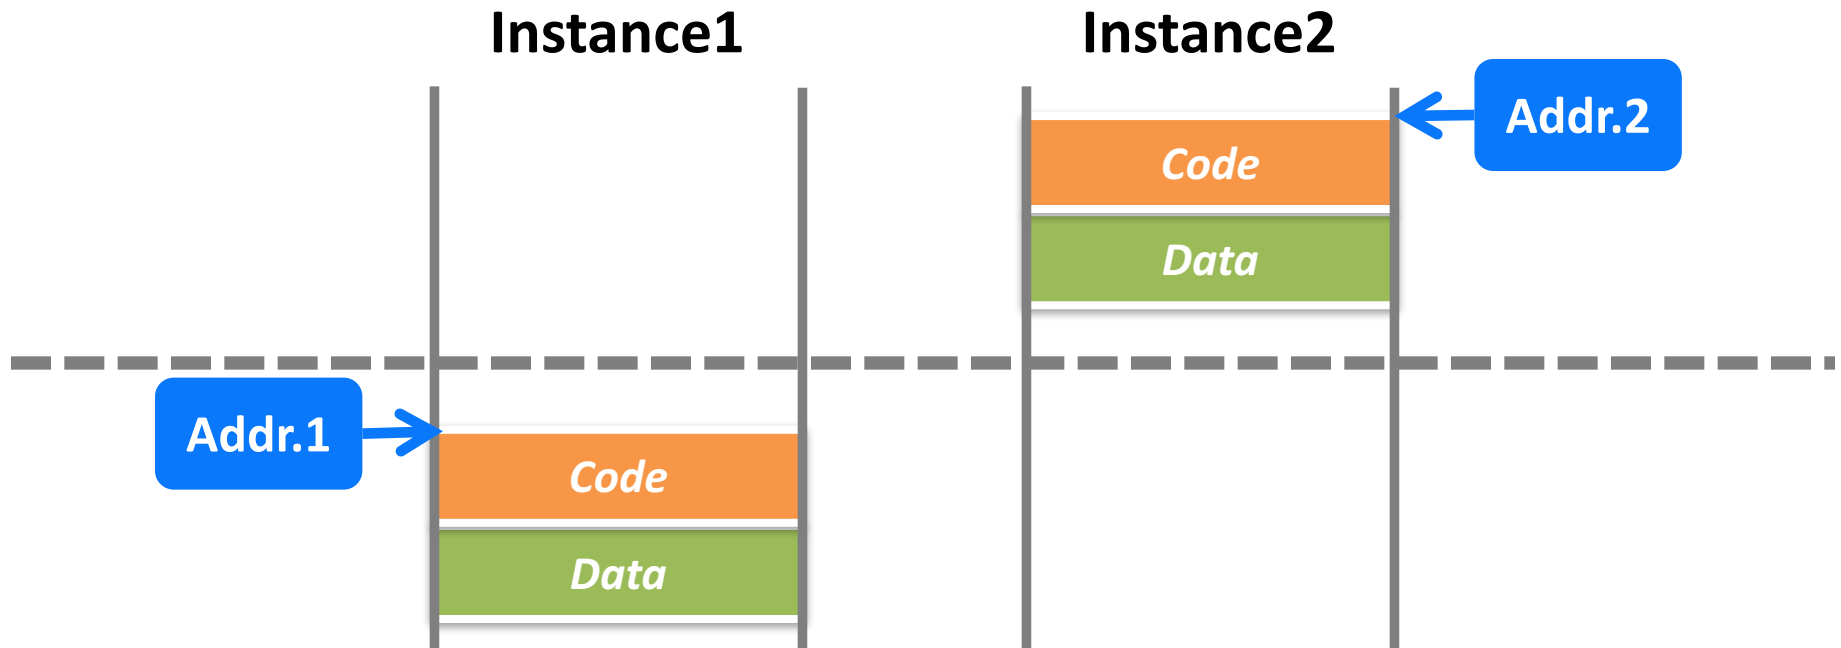 Instance1
Instance2
Addr.2
Code
Data
Addr.1
Code
Data